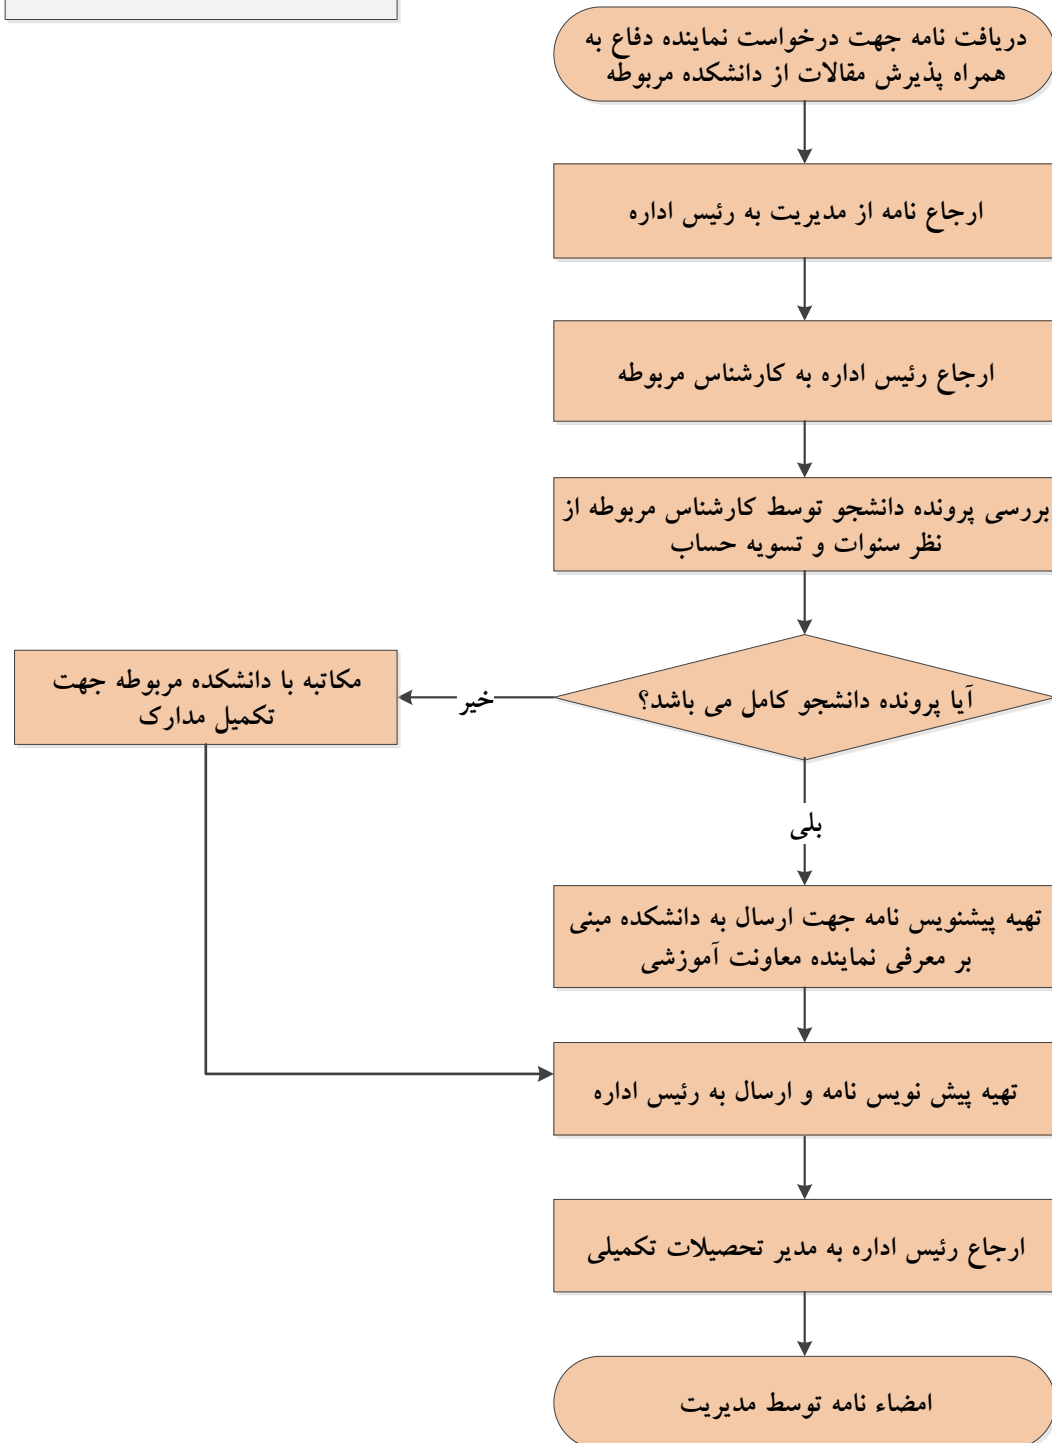 دریافت نامه جهت درخواست نماینده دفاع به
همراه پذیرش مقالات از دانشکده مربوطه
ارجاع نامه از مدیریت به رئیس اداره
ارجاع رئیس اداره به کارشناس مربوطه
بررسی پرونده دانشجو توسط کارشناس مربوطه از
نظر سنوات و تسویه حساب
آیا پرونده دانشجو کامل می باشد؟
خیر
مکاتبه با دانشکده مربوطه جهت
تکمیل مدارک
بلی
تهیه پیشنویس نامه جهت ارسال به دانشکده مبنی
بر معرفی نماینده معاونت آموزشی
تهیه پیش نویس نامه و ارسال به رئیس اداره
ارجاع رئیس اداره به مدیر تحصیلات تکمیلی
امضاء نامه توسط مدیریت